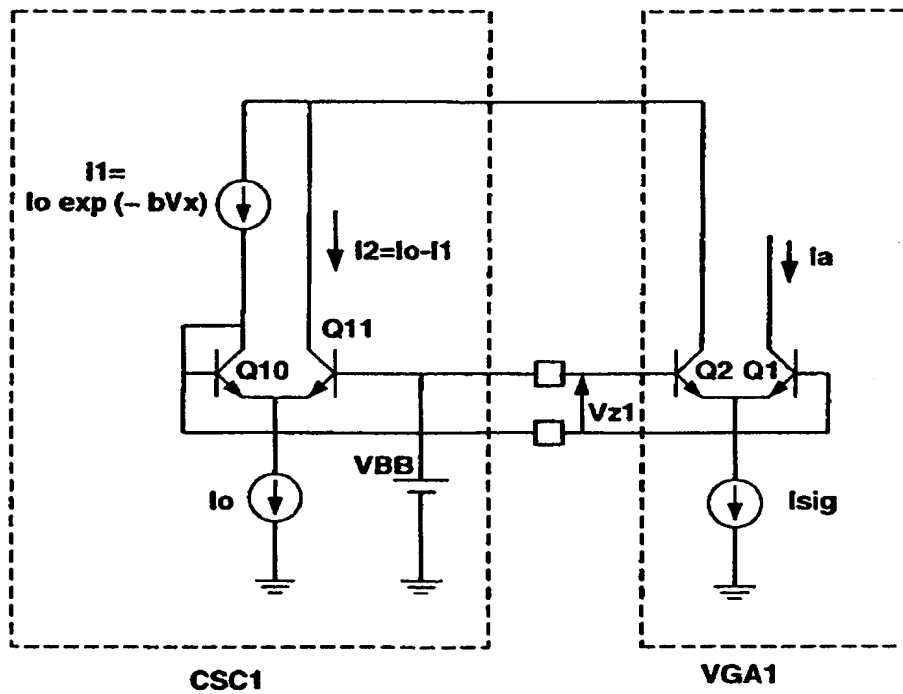 I1=
Io exp (– bVx)
I2=Io-I1
Ia
Q11
Q10
Q2
Q1
Vz1
VBB
Io
Isig
CSC1
VGA1